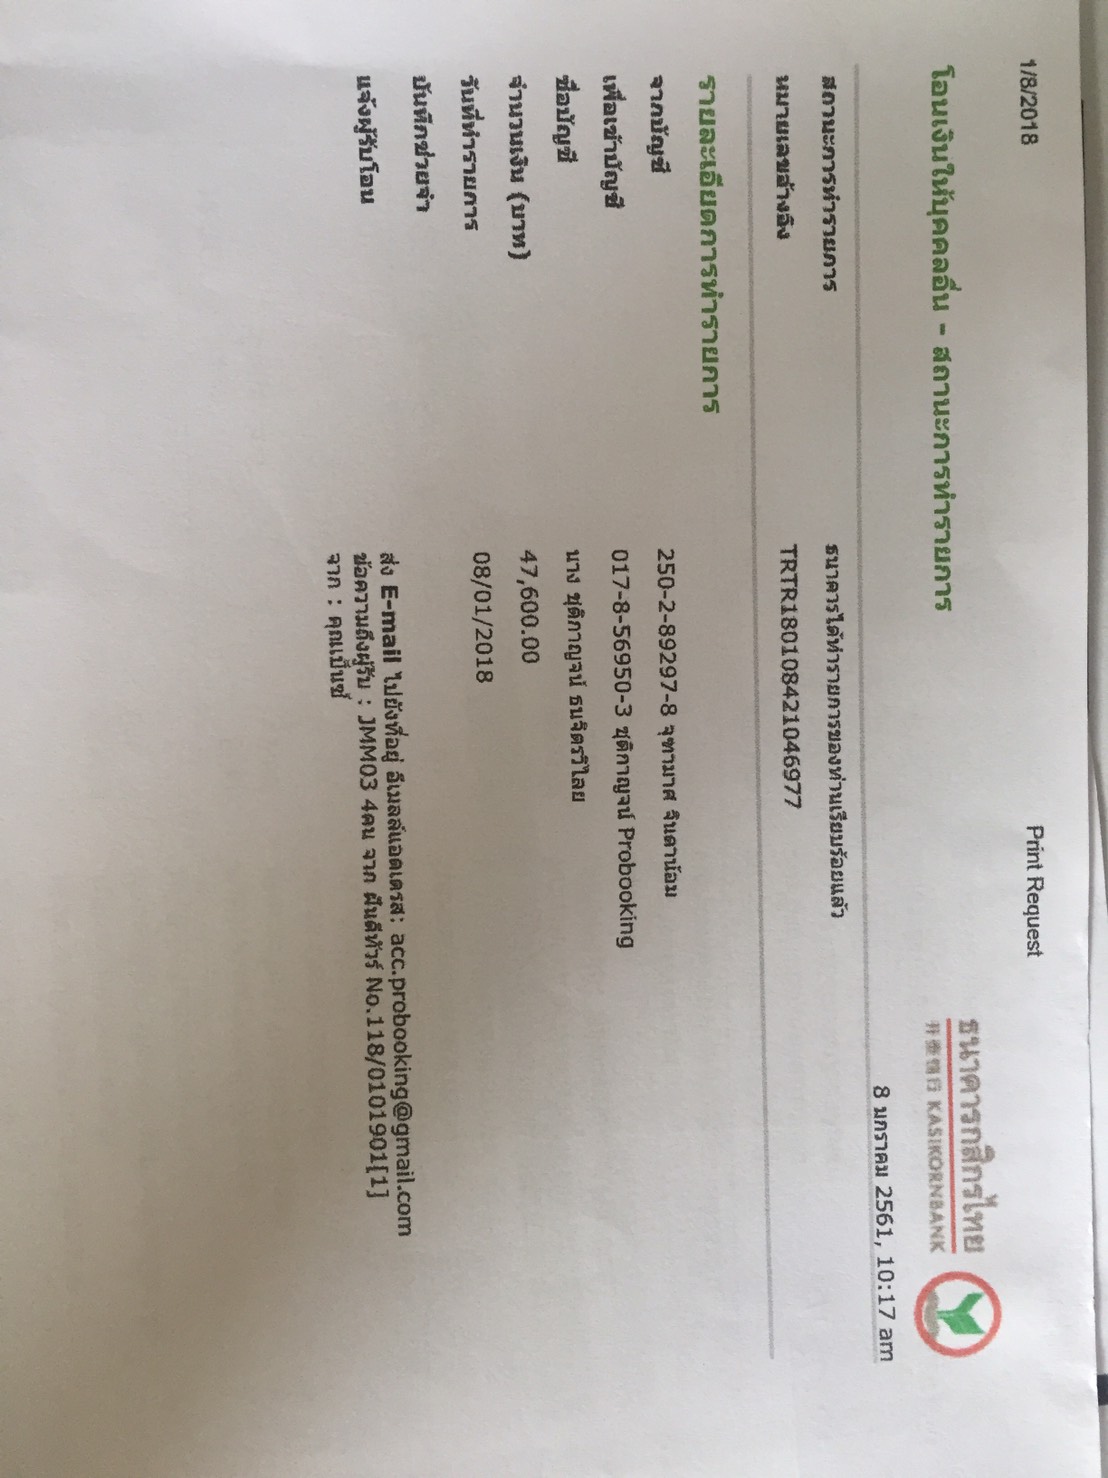 1/8/2018
Print Request
ธนาคารกสิกรไทย
开泰银行 KASIKORNBANK
โอนเงินให้บุคคลอื่น - สถานะการทำรายการ
8 มกราคม 2561, 10:17 am
สถานะการทำรายการ ธนาคารได้ทำรายการของท่านเรียบร้อยแล้ว
หมายเลขอ้างอิง TRTR180108421046977
รายละเอียดการทำรายการ
จากบัญชี 250-2-89297-8 จุฑามาศ จินดาน้อม
เพื่อเข้าบัญชี 017-8-56950-3 ชุติกาญจน์ Probooking
ชื่อบัญชี นาง ชุติกาญจน์ ธนจิตรวิไลย
จำนวนเงิน (บาท) 47,600.00
วันที่ทำรายการ 08/01/2018
บันทึกช่วยจำ
แจ้งผู้รับโอน ส่ง E-mail ไปยังที่อยู่ อีเมลล์แอดเดรส: acc.probooking@gmail.com
ข้อความถึงผู้รับ : JMM03 4คน จาก ฝันดีทัวร์ No.118/0101901[1]
จาก : คุณเบ็นซ์